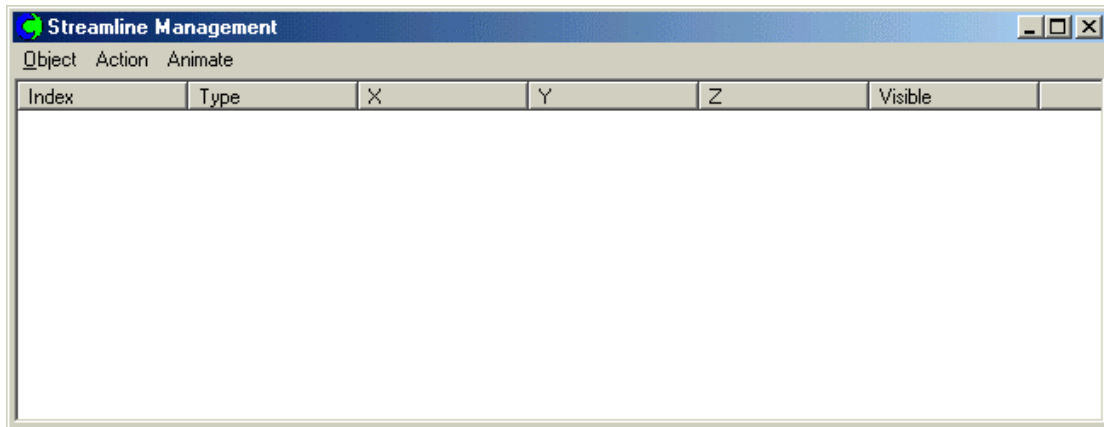 Streamline Management
Object Action Animate
Index Type X Y Z Visible